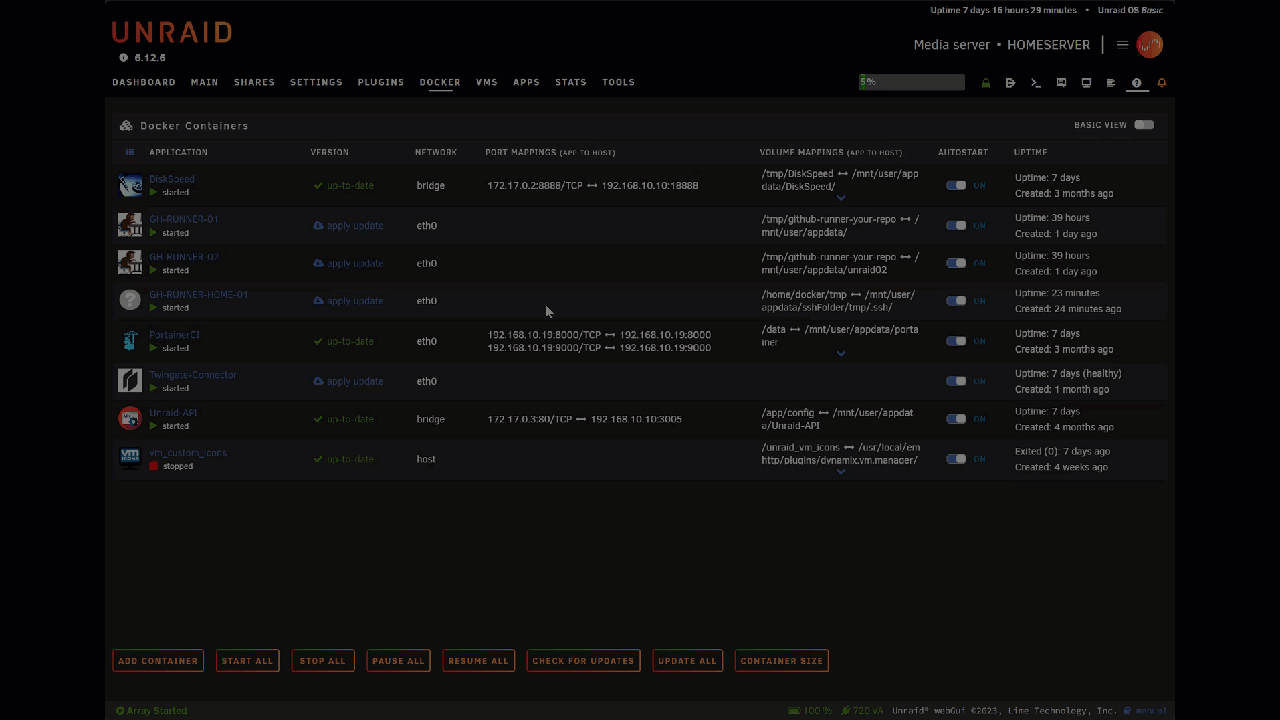 Uptime 7 days 16 hours 29 minutes • Unraid OS Basic
UNRAID
6.12.6
Media server • HOMESERVER
DASHBOARD MAIN SHARES SETTINGS PLUGINS DOCKER VMS APPS STATS TOOLS
5%
Docker Containers
BASIC VIEW
APPLICATION VERSION NETWORK PORT MAPPINGS (APP TO HOST) VOLUME MAPPINGS (APP TO HOST) AUTOSTART UPTIME
DiskSpeed
started
up-to-date
bridge
172.17.0.2:8888/TCP ↔ 192.168.10.10:18888
/tmp/DiskSpeed ↔ /mnt/user/app
data/DiskSpeed/
ON
Uptime: 7 days
Created: 3 months ago
GH-RUNNER-01
started
apply update
eth0
/tmp/github-runner-your-repo ↔ /
mnt/user/appdata/
ON
Uptime: 39 hours
Created: 1 day ago
GH-RUNNER-02
started
apply update
eth0
/tmp/github-runner-your-repo ↔ /
mnt/user/appdata/unraid02
ON
Uptime: 39 hours
Created: 1 day ago
GH-RUNNER-HOME-01
started
apply update
eth0
/home/docker/tmp ↔ /mnt/user/
appdata/sshFolder/tmp/.ssh/
ON
Uptime: 23 minutes
Created: 24 minutes ago
PortainerCI
started
up-to-date
eth0
192.168.10.19:8000/TCP ↔ 192.168.10.19:8000
192.168.10.19:9000/TCP ↔ 192.168.10.19:9000
/data ↔ /mnt/user/appdata/porta
iner
ON
Uptime: 7 days
Created: 3 months ago
Twingate-Connector
started
apply update
eth0
ON
Uptime: 7 days (healthy)
Created: 1 month ago
Unraid-API
started
up-to-date
bridge
172.17.0.3:80/TCP ↔ 192.168.10.10:3005
/app/config ↔ /mnt/user/appdat
a/Unraid-API
ON
Uptime: 7 days
Created: 4 months ago
VM ICONS
vm_custom_icons
stopped
up-to-date
host
/unraid_vm_icons ↔ /usr/local/em
http/plugins/dynamix.vm.manager/
ON
Exited (0): 7 days ago
Created: 4 weeks ago
ADD CONTAINER START ALL STOP ALL PAUSE ALL RESUME ALL CHECK FOR UPDATES UPDATE ALL CONTAINER SIZE
Array Started
100 % 720 VA Unraid® webGui ©2023, Lime Technology, Inc. manual